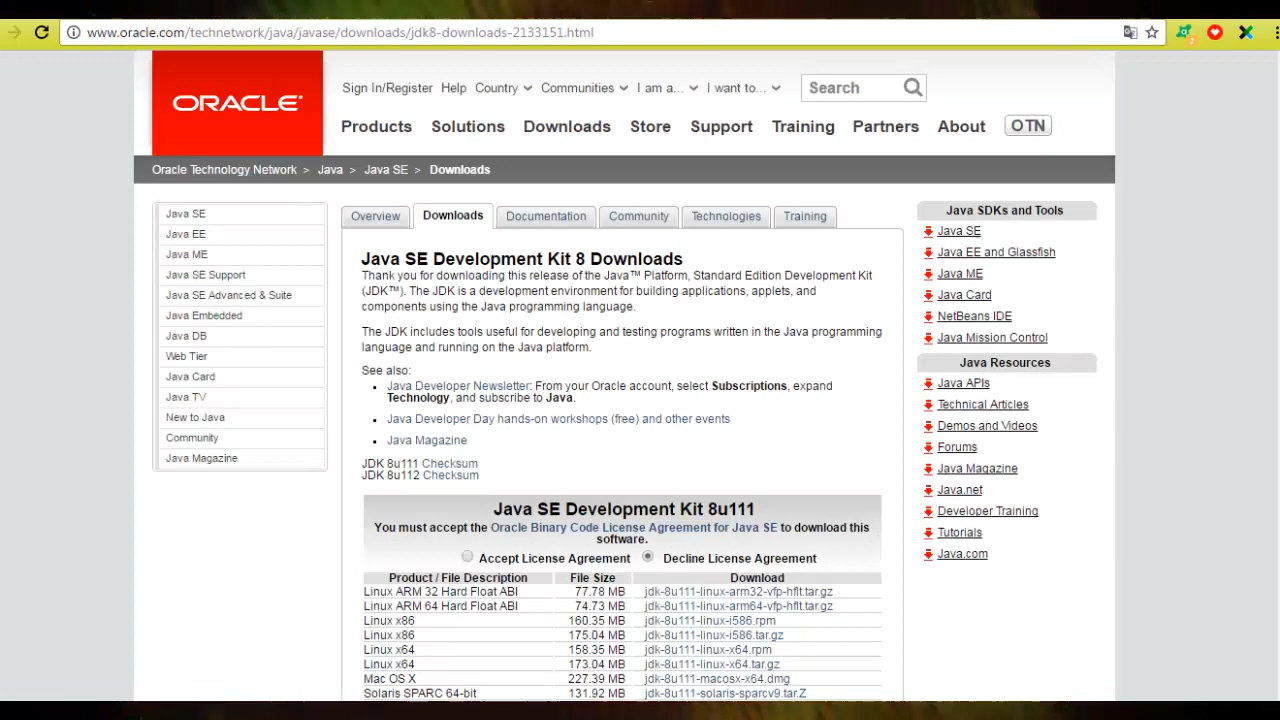 www.oracle.com/technetwork/java/javase/downloads/jdk8-downloads-2133151.html
ORACLE®
Sign In/Register Help Country Communities I am a... I want to... Search
Products Solutions Downloads Store Support Training Partners About OTN
Oracle Technology Network > Java > Java SE > Downloads
Java SE
Java EE
Java ME
Java SE Support
Java SE Advanced & Suite
Java Embedded
Java DB
Web Tier
Java Card
Java TV
New to Java
Community
Java Magazine
Overview Downloads Documentation Community Technologies Training
Java SE Development Kit 8 Downloads
Thank you for downloading this release of the Java™ Platform, Standard Edition Development Kit
(JDK™). The JDK is a development environment for building applications, applets, and
components using the Java programming language.
The JDK includes tools useful for developing and testing programs written in the Java programming
language and running on the Java platform.
See also:
Java Developer Newsletter: From your Oracle account, select Subscriptions, expand
Technology, and subscribe to Java.
Java Developer Day hands-on workshops (free) and other events
Java Magazine
JDK 8u111 Checksum
JDK 8u112 Checksum
Java SE Development Kit 8u111
You must accept the Oracle Binary Code License Agreement for Java SE to download this
software.
Accept License Agreement Decline License Agreement
Product / File Description File Size Download
Linux ARM 32 Hard Float ABI 77.78 MB jdk-8u111-linux-arm32-vfp-hflt.tar.gz
Linux ARM 64 Hard Float ABI 74.73 MB jdk-8u111-linux-arm64-vfp-hflt.tar.gz
Linux x86 160.35 MB jdk-8u111-linux-i586.rpm
Linux x86 175.04 MB jdk-8u111-linux-i586.tar.gz
Linux x64 158.35 MB jdk-8u111-linux-x64.rpm
Linux x64 173.04 MB jdk-8u111-linux-x64.tar.gz
Mac OS X 227.39 MB jdk-8u111-macosx-x64.dmg
Solaris SPARC 64-bit 131.92 MB jdk-8u111-solaris-sparcv9.tar.Z
Java SDKs and Tools
Java SE
Java EE and Glassfish
Java ME
Java Card
NetBeans IDE
Java Mission Control
Java Resources
Java APIs
Technical Articles
Demos and Videos
Forums
Java Magazine
Java.net
Developer Training
Tutorials
Java.com